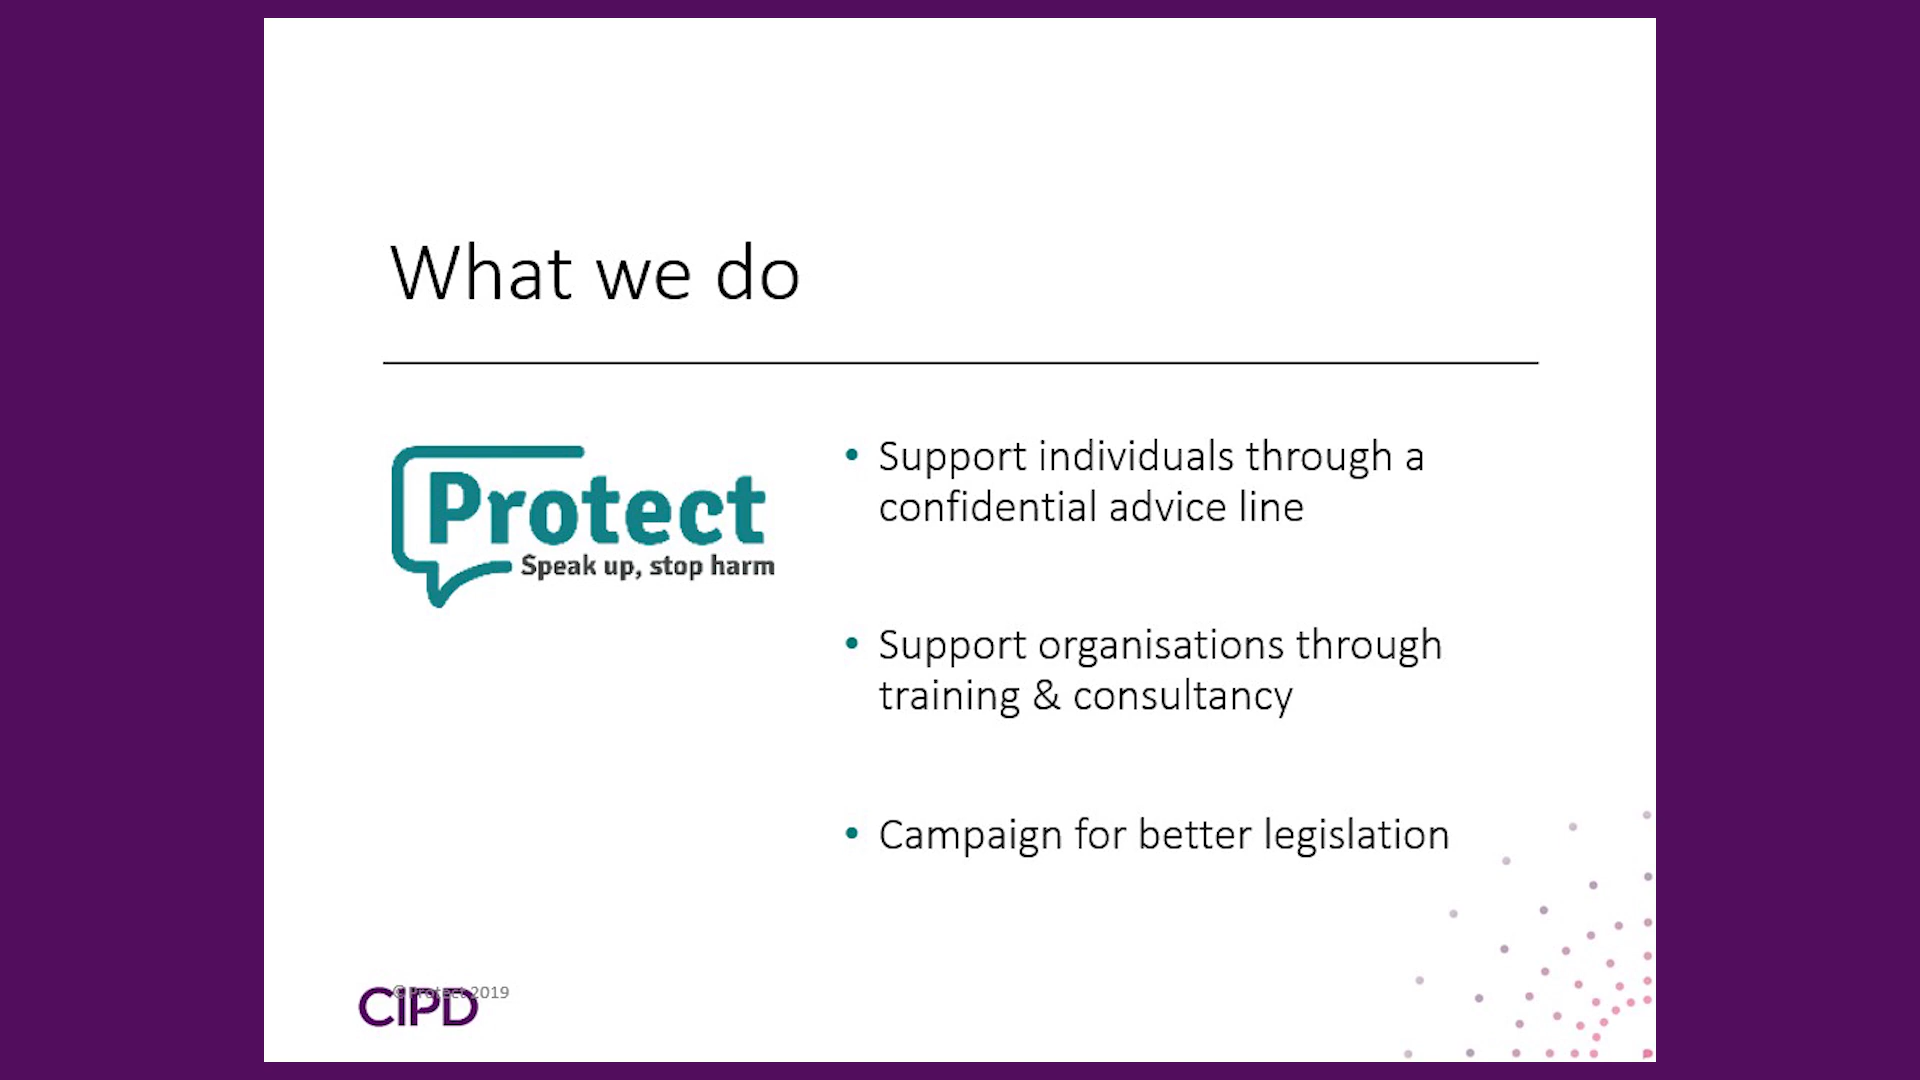 What we do
Protect
Speak up, stop harm
• Support individuals through a
confidential advice line
• Support organisations through
training & consultancy
• Campaign for better legislation
©Protect 2019
CIPD